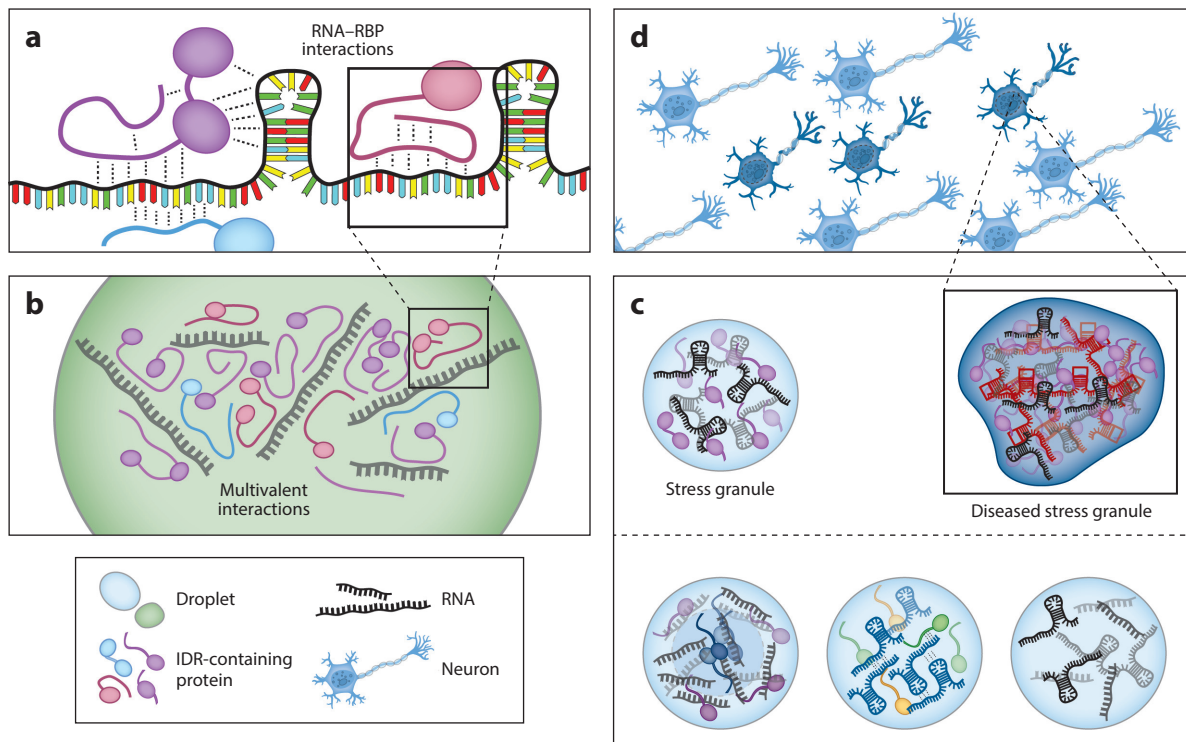 a
RNA–RBP
interactions
b
Multivalent
interactions
Droplet
RNA
IDR-containing
protein
Neuron
d
c
Stress granule
Diseased stress granule